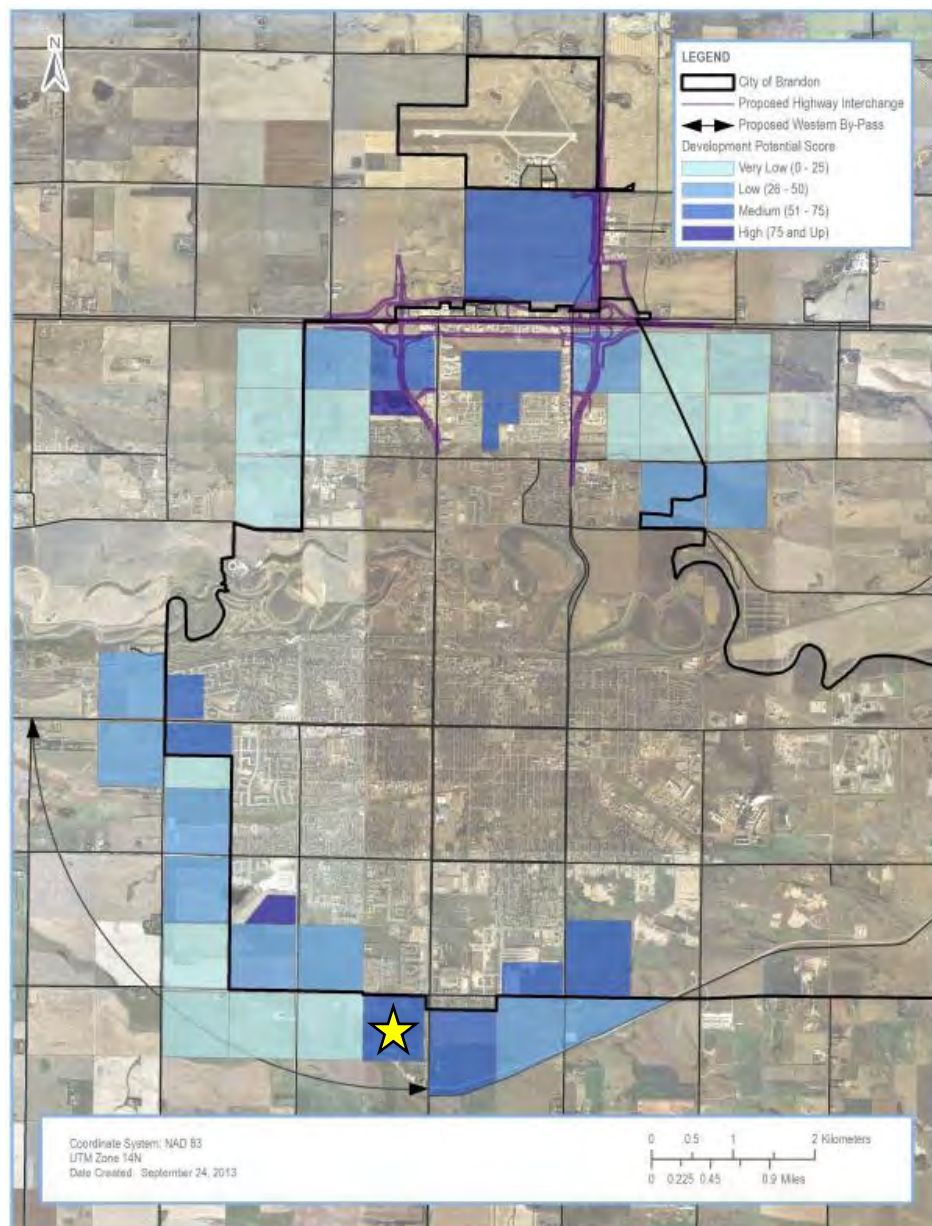 N
LEGEND
City of Brandon
Proposed Highway Interchange
Proposed Western By-Pass
Development Potential Score
Very Low (0 - 25)
Low (26 - 50)
Medium (51 - 75)
High (75 and Up)
Coordinate System: NAD 83
UTM Zone 14N
Date Created: September 24, 2013
0 0.5 1 2 Kilometers
0 0.225 0.45 0.9 Miles